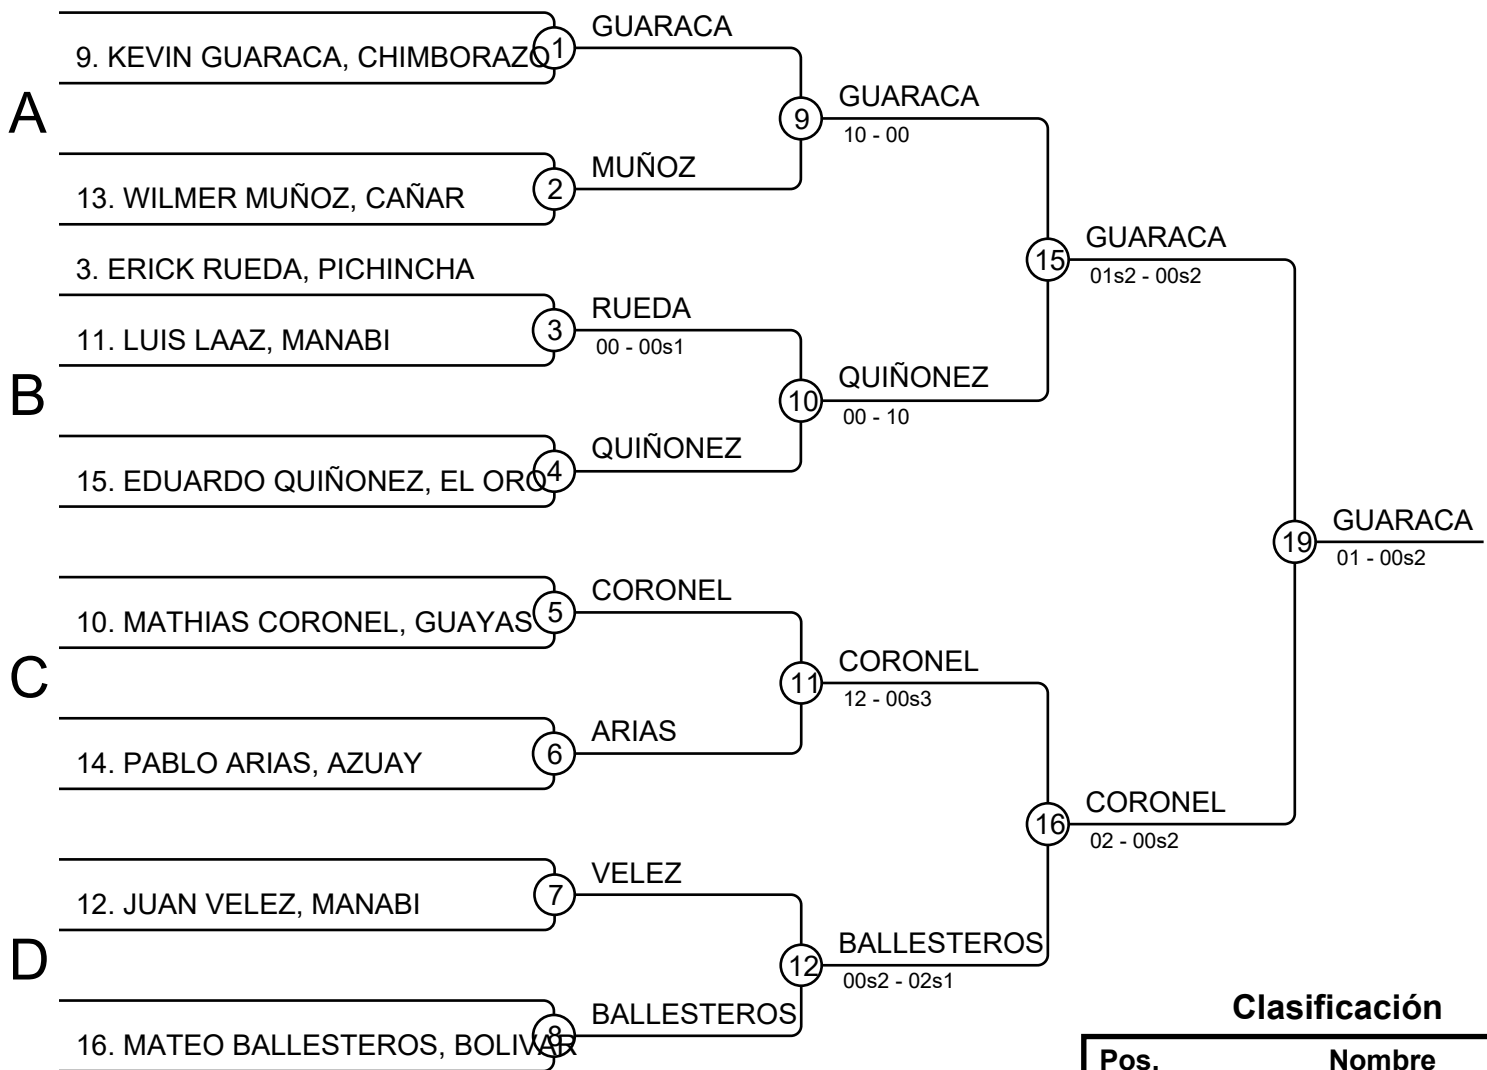 A
9. KEVIN GUARACA, CHIMBORAZO
1
GUARACA
13. WILMER MUÑOZ, CAÑAR
2
MUÑOZ
9
GUARACA
10 - 00
B
3. ERICK RUEDA, PICHINCHA
11. LUIS LAAZ, MANABI
3
RUEDA
00 - 00s1
15. EDUARDO QUIÑONEZ, EL ORO
4
QUIÑONEZ
10
QUIÑONEZ
00 - 10
15
GUARACA
01s2 - 00s2
C
10. MATHIAS CORONEL, GUAYAS
5
CORONEL
14. PABLO ARIAS, AZUAY
6
ARIAS
11
CORONEL
12 - 00s3
D
12. JUAN VELEZ, MANABI
7
VELEZ
16. MATEO BALLESTEROS, BOLIVAR
8
BALLESTEROS
12
BALLESTEROS
00s2 - 02s1
16
CORONEL
02 - 00s2
19
GUARACA
01 - 00s2
Clasificación
Pos. Nombre